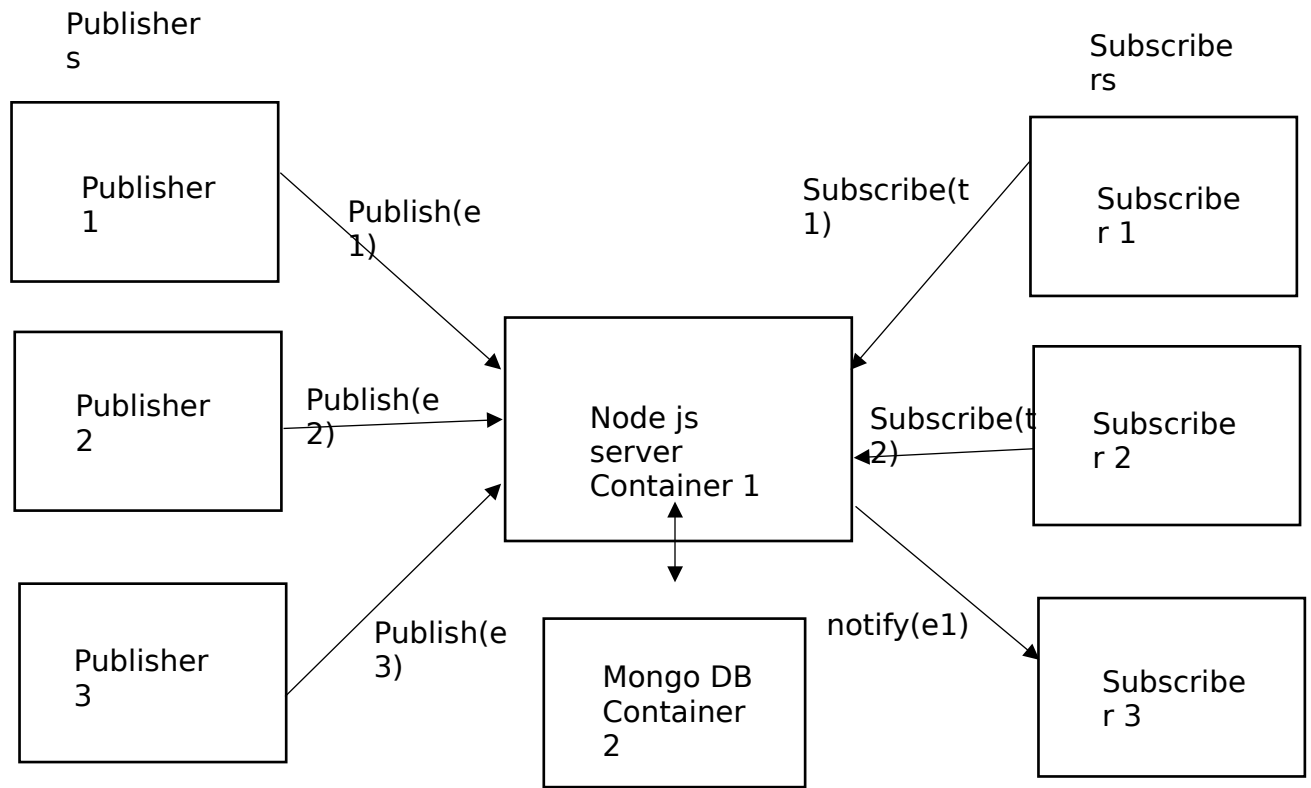 Publisher
s
Subscribe
rs
Publisher
1
Publish(e
1)
Subscribe(t
1)
Subscribe
r 1
Publisher
2
Publish(e
2)
Node js
server
Container 1
Subscribe(t
2)
Subscribe
r 2
Publisher
3
Publish(e
3)
Mongo DB
Container
2
notify(e1)
Subscribe
r 3